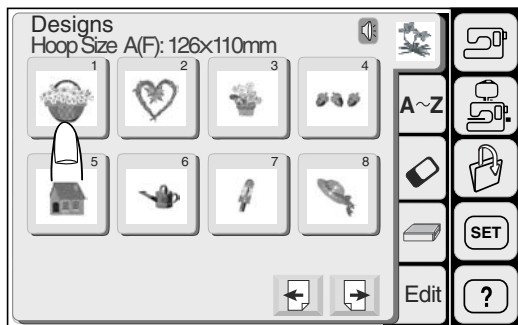 Designs
Hoop Size A(F): 126×110mm
1 2 3 4
A~Z
5 6 7 8
SET
Edit
?